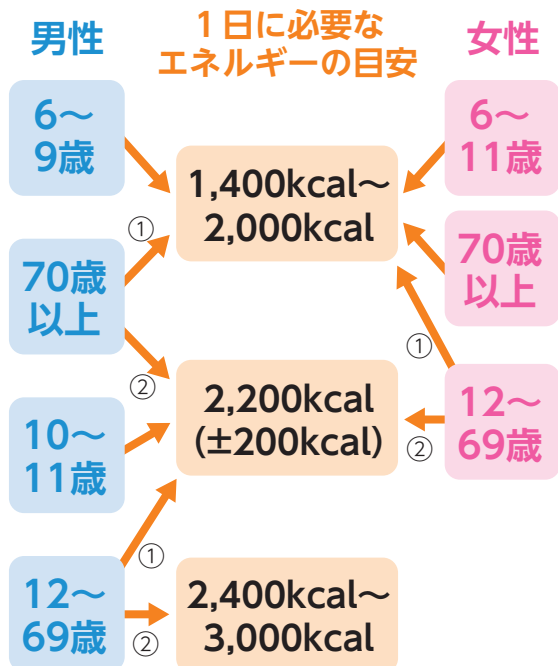 男性
1日に必要な
エネルギーの目安
女性
6〜
9歳
70歳
以上
10〜
11歳
12〜
69歳
①
②
①
②
1,400kcal〜
2,000kcal
2,200kcal
(±200kcal)
2,400kcal〜
3,000kcal
6〜
11歳
70歳
以上
12〜
69歳
①
②